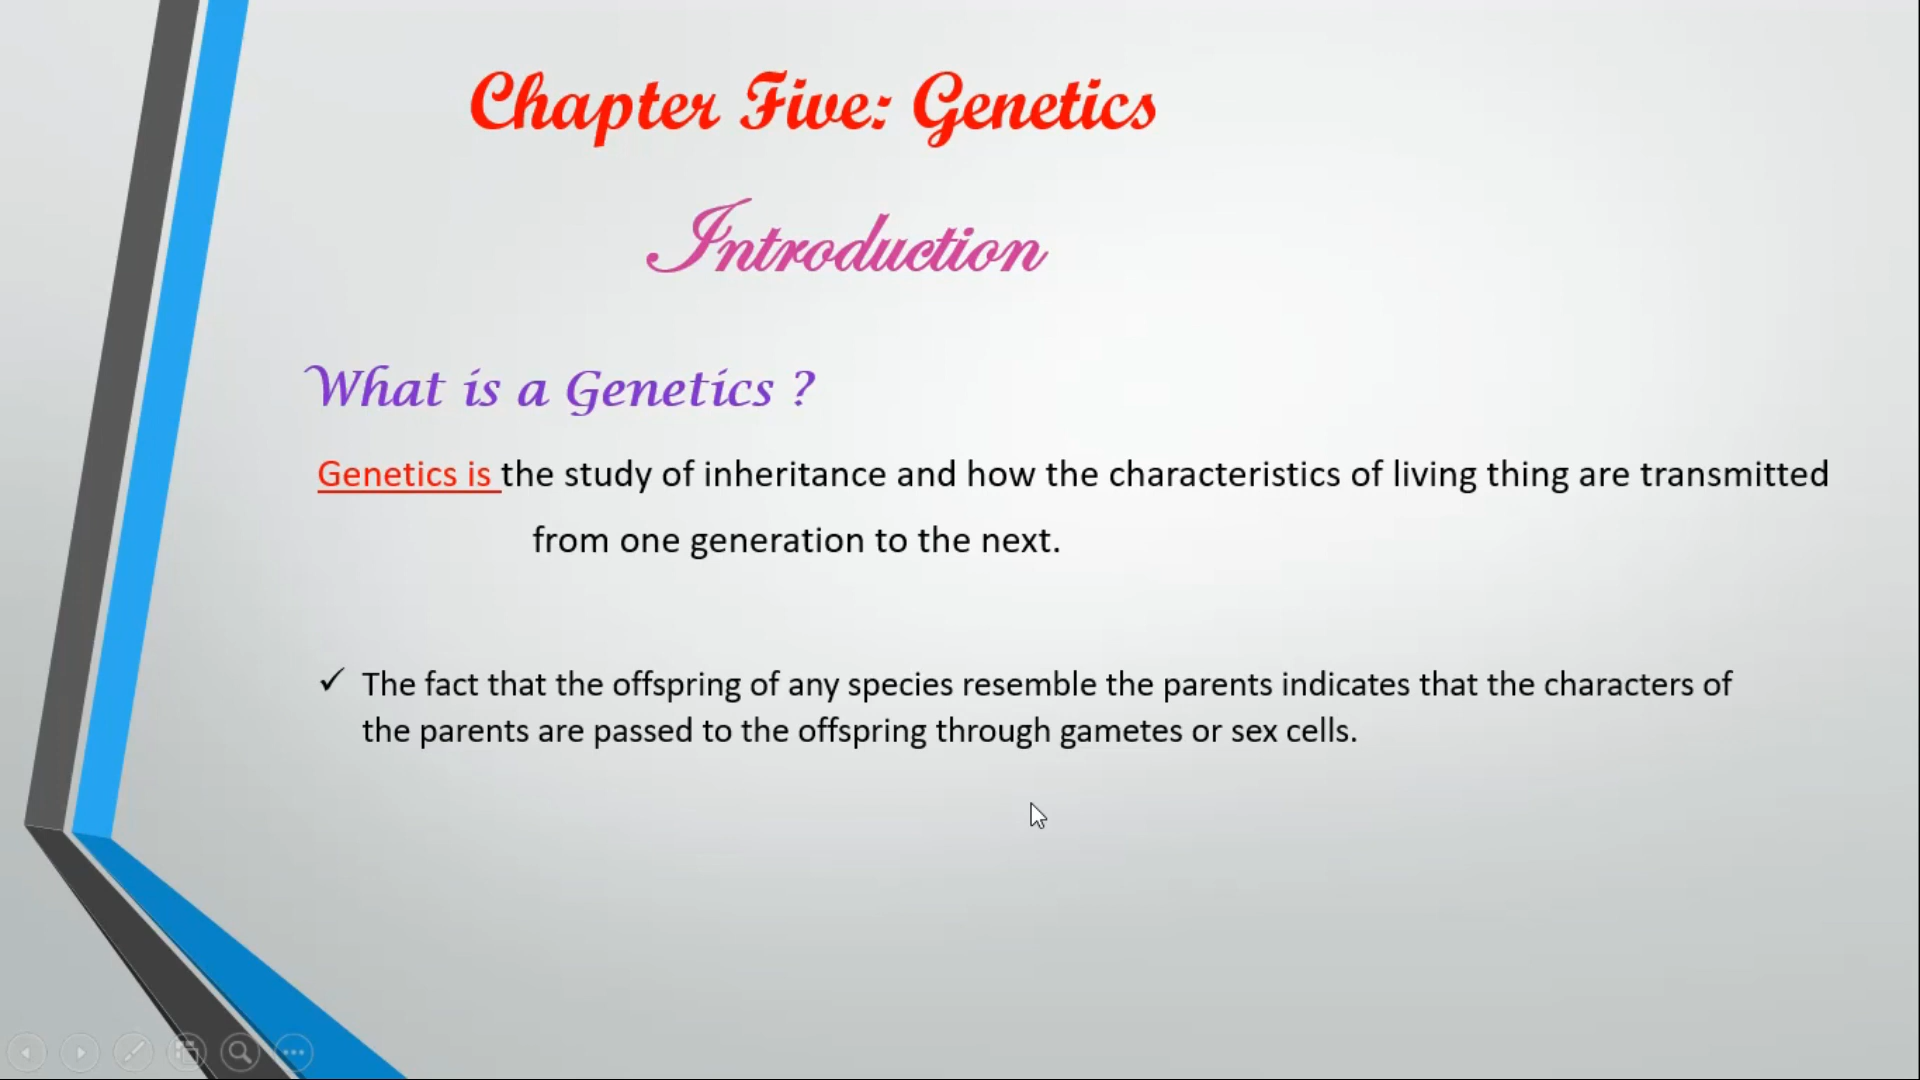 Chapter Five: Genetics
Introduction
What is a Genetics ?
Genetics is the study of inheritance and how the characteristics of living thing are transmitted
from one generation to the next.
✓ The fact that the offspring of any species resemble the parents indicates that the characters of
the parents are passed to the offspring through gametes or sex cells.